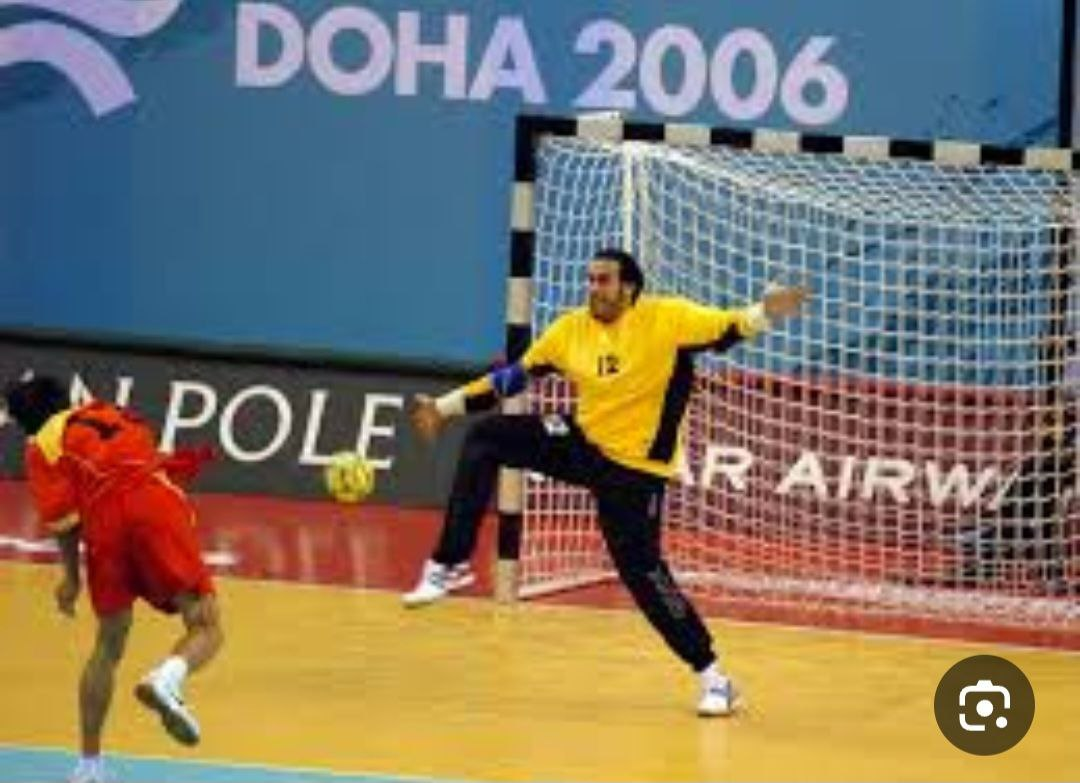 DOHA 2006
N POLE
12
AR AIRW